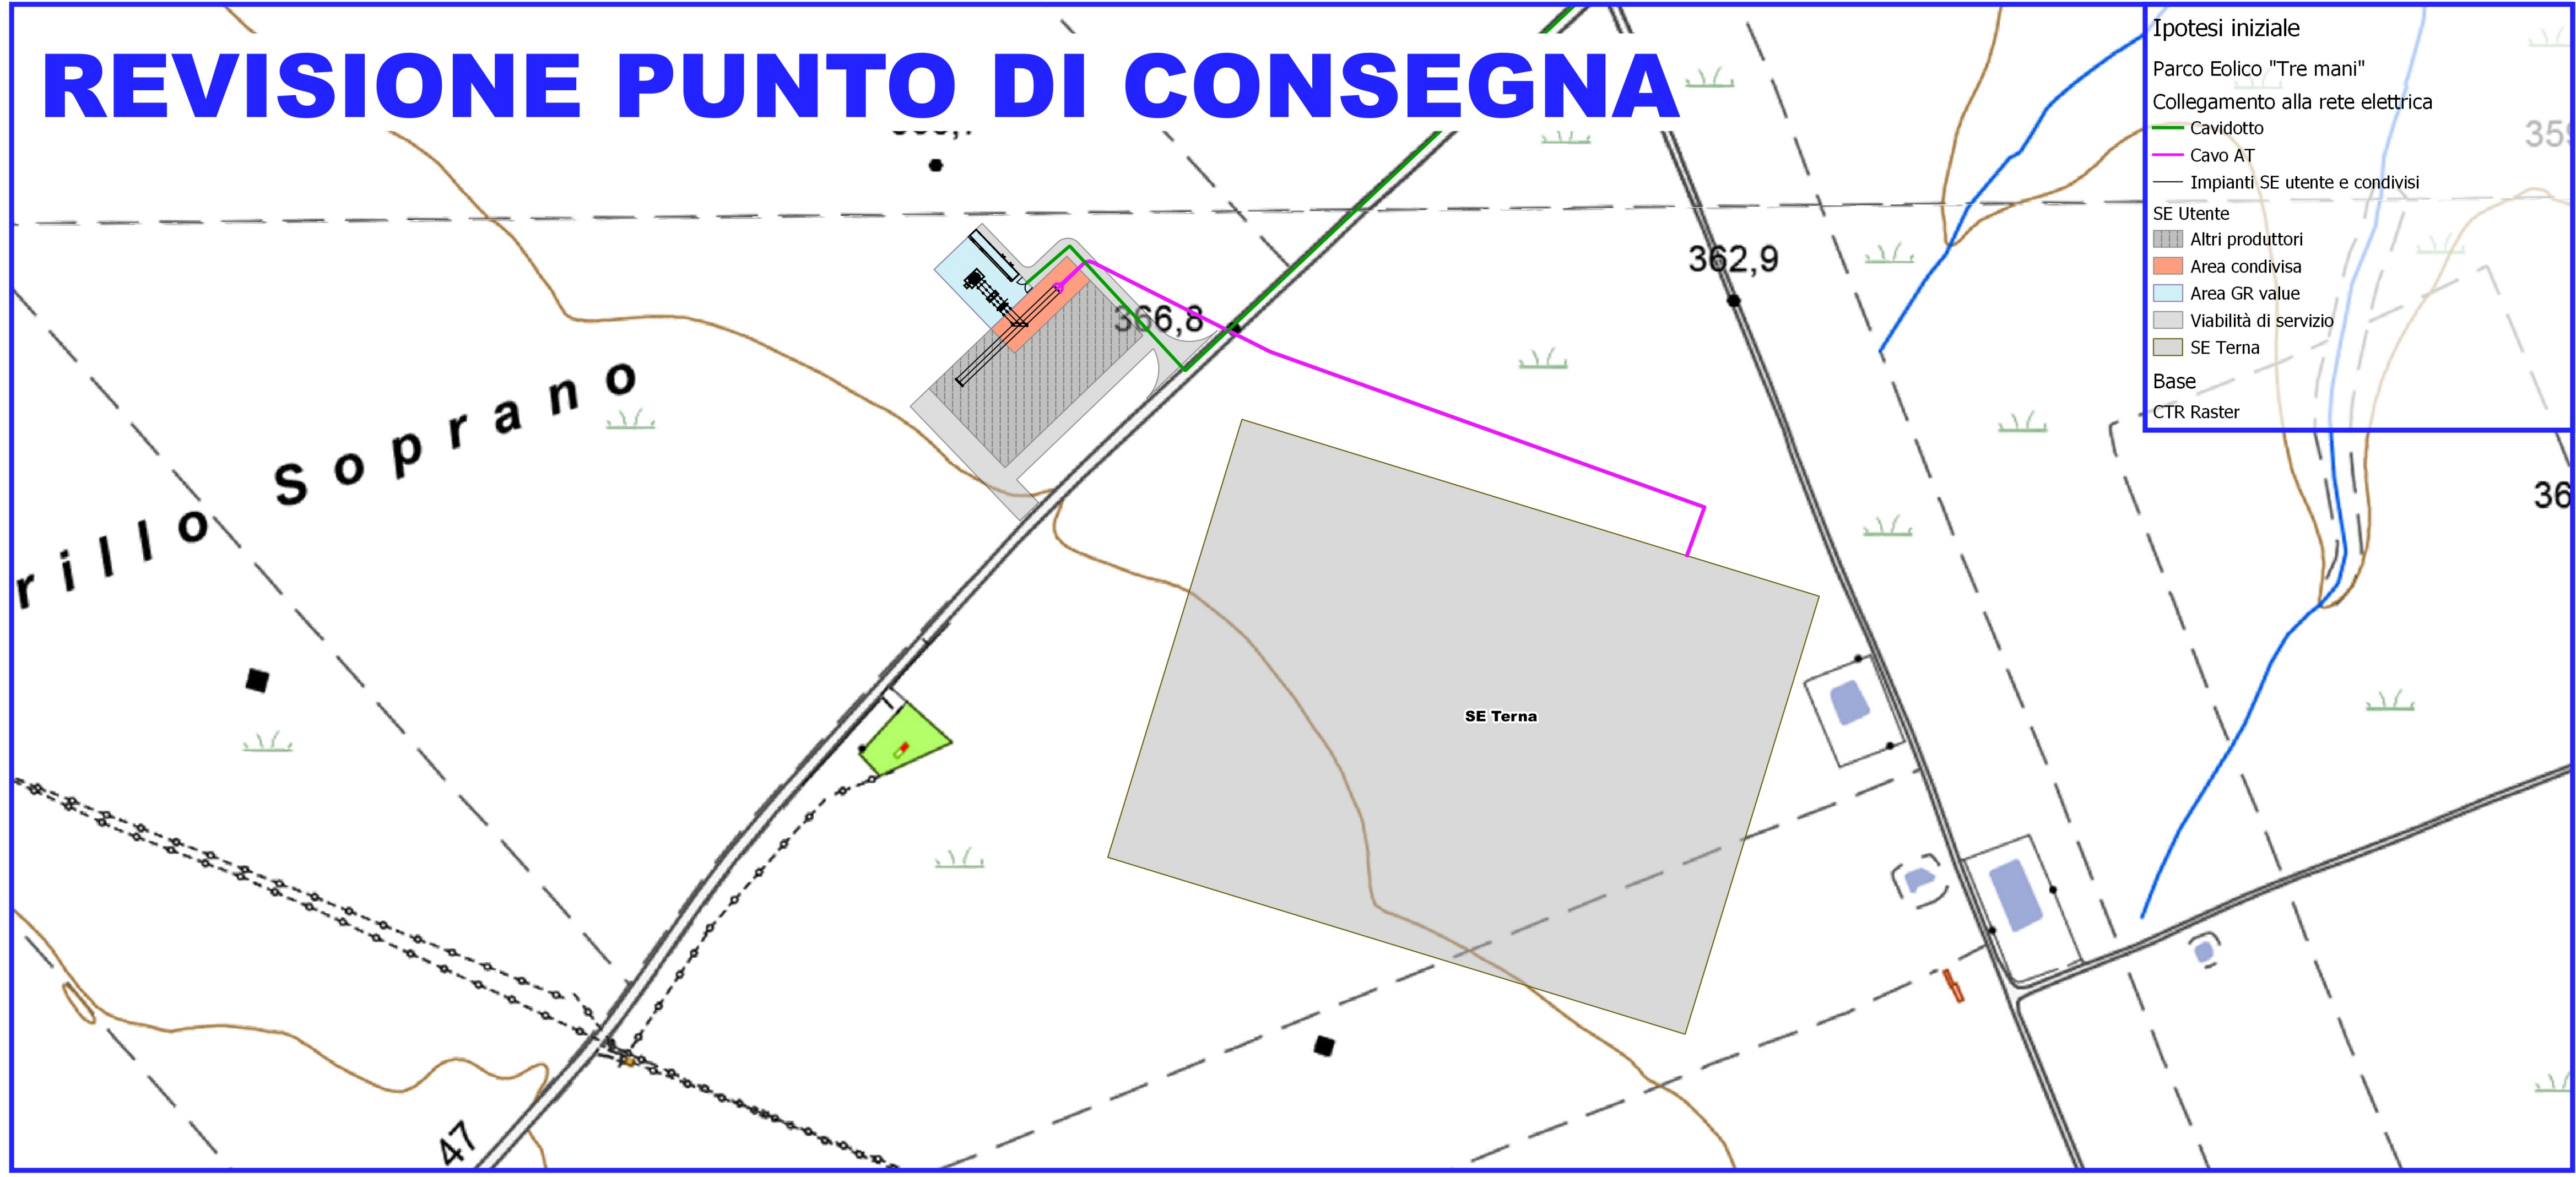 REVISIONE PUNTO DI CONSEGNA
Ipotesi iniziale
Parco Eolico "Tre mani"
Collegamento alla rete elettrica
Cavidotto
Cavo AT
Impianti SE utente e condivisi
SE Utente
Altri produttori
Area condivisa
Area GR value
Viabilità di servizio
SE Terna
Base
CTR Raster
362,9
366,8
rillo Soprano
SE Terna
47